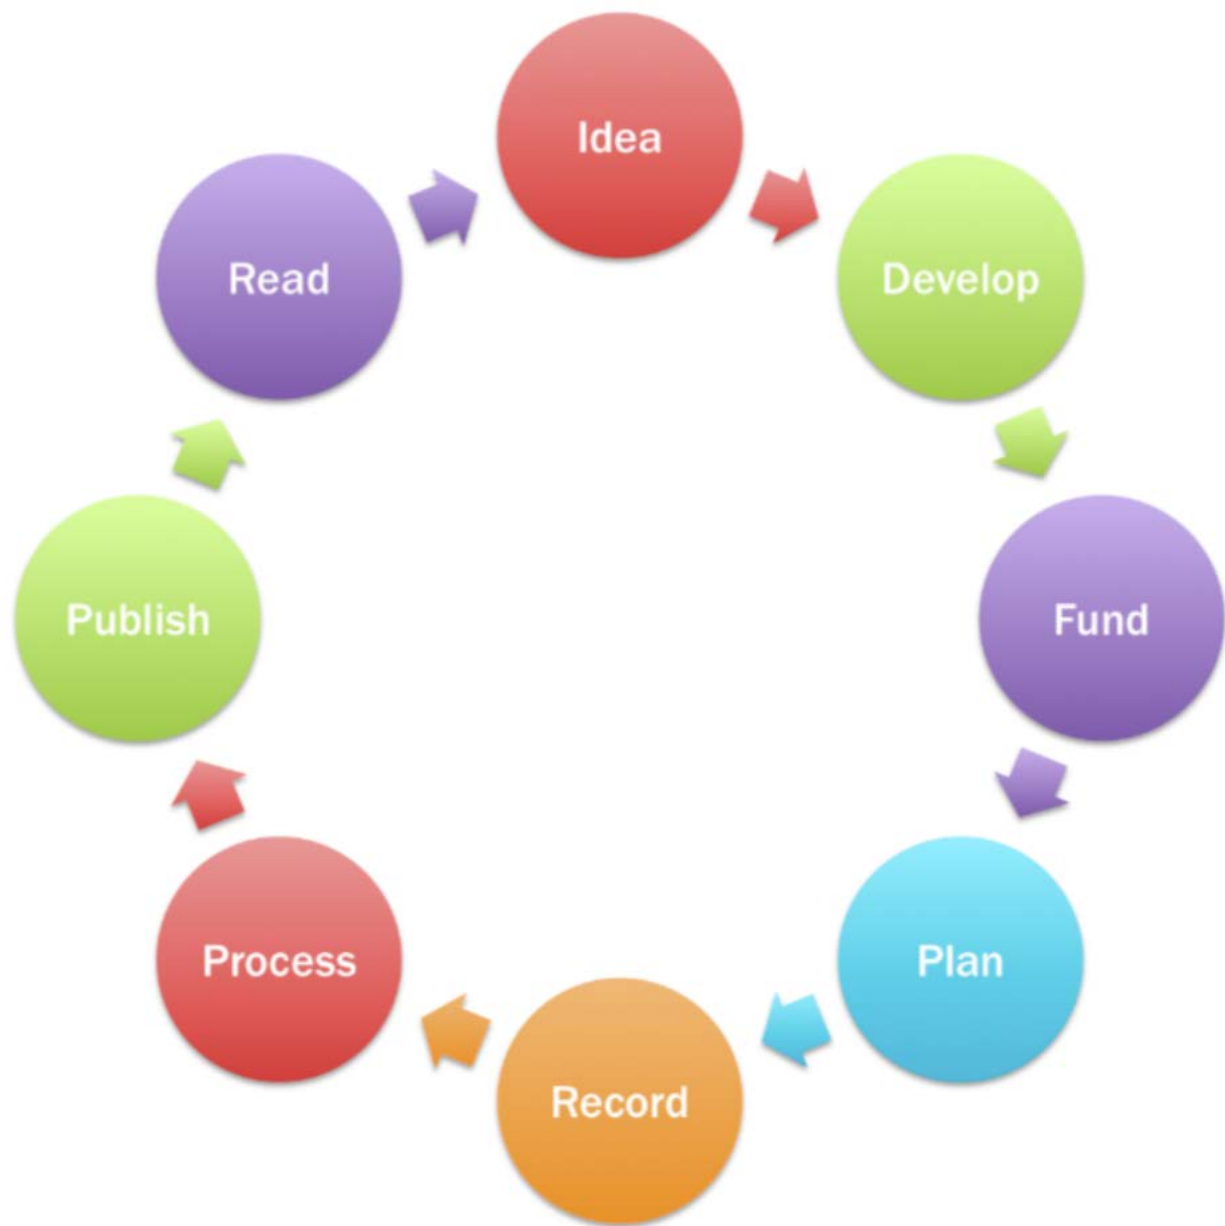 Idea
Develop
Fund
Plan
Record
Process
Publish
Read